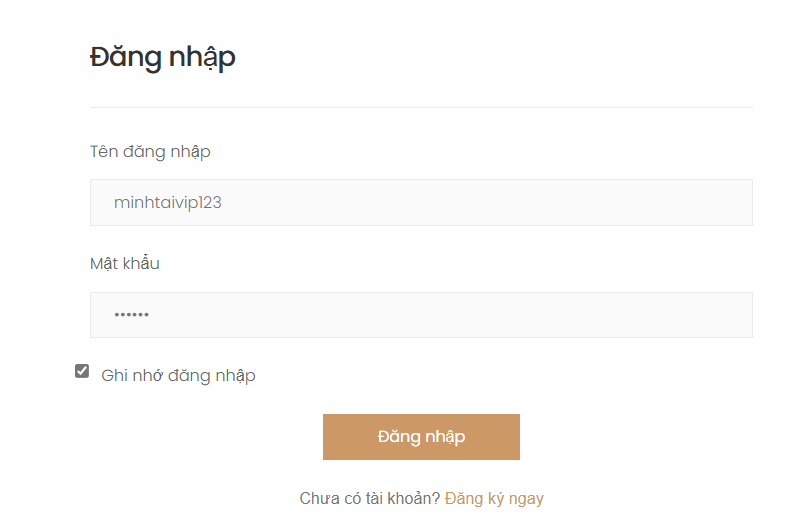 Đăng nhập
Tên đăng nhập
minhtaivip123
Mật khẩu
••••••
Ghi nhớ đăng nhập
Đăng nhập
Chưa có tài khoản? Đăng ký ngay